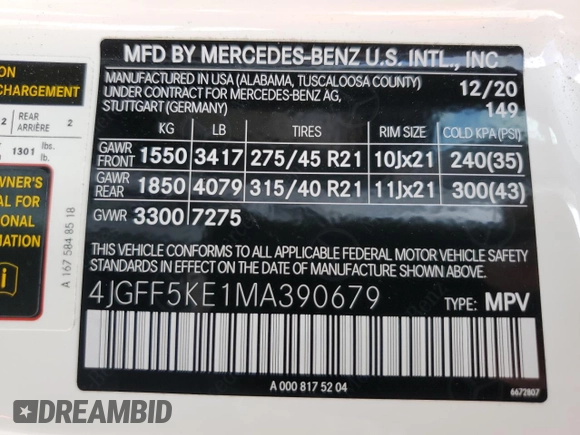 ON
CHARGEMENT
2 REAR ARRIÈRE 2
1301 lbs. lb.
WNER'S
AL FOR
IONAL
MATION
i
A 167 584 85 18
MFD BY MERCEDES-BENZ U.S. INTL., INC
MANUFACTURED IN USA (ALABAMA, TUSCALOOSA COUNTY) 12/20
UNDER CONTRACT FOR MERCEDES-BENZ AG, 149
STUTTGART (GERMANY)
KG LB TIRES RIM SIZE COLD KPA (PSI)
GAWR FRONT 1550 3417 275/45 R21 10Jx21 240(35)
GAWR REAR 1850 4079 315/40 R21 11Jx21 300(43)
GVWR 3300 7275
THIS VEHICLE CONFORMS TO ALL APPLICABLE FEDERAL MOTOR VEHICLE SAFETY
STANDARDS IN EFFECT ON THE DATE OF MANUFACTURE SHOWN ABOVE.
4JGFF5KE1MA390679 TYPE: MPV
A 000 817 52 04
6672807
DREAMBID